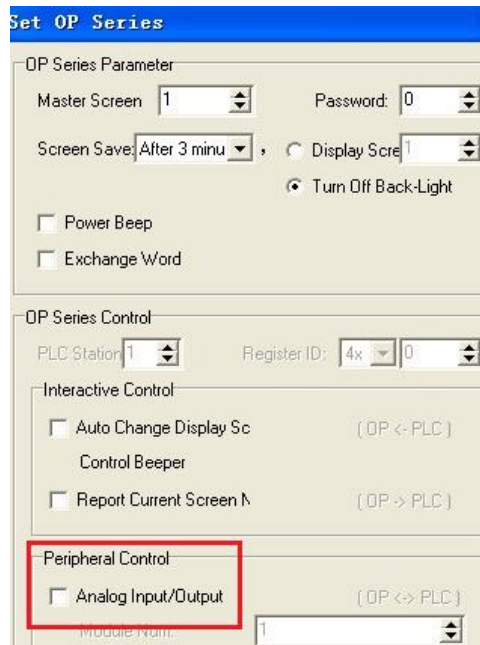 Set OP Series
OP Series Parameter
Master Screen 1 Password: 0
Screen Save: After 3 minu , Display Scre 1
Turn Off Back-Light
Power Beep
Exchange Word
OP Series Control
PLC Station 1 Register ID: 4x 0
Interactive Control
Auto Change Display Sc ( OP <- PLC )
Control Beeper
Report Current Screen N ( OP -> PLC )
Peripheral Control
Analog Input/Output ( OP <-> PLC )
Module Num: 1